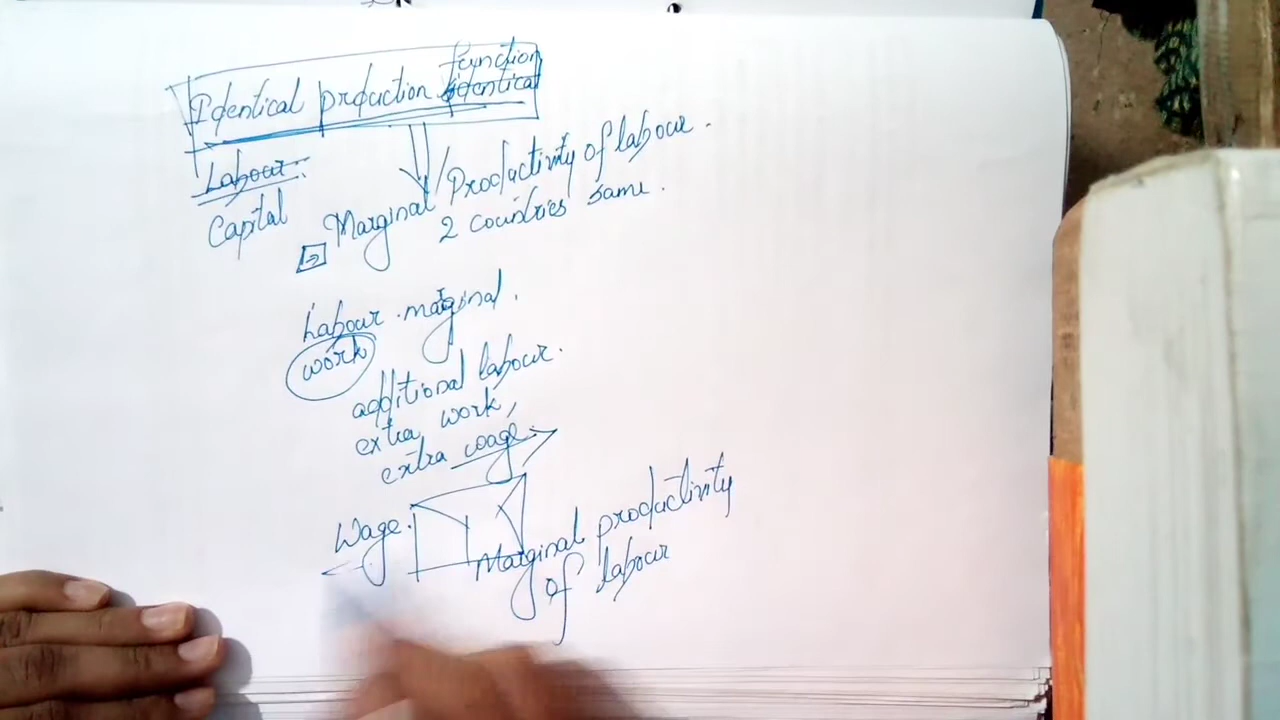 function
Identical production identical
Labour:
Capital
Marginal Productivity of labour.
2 countries same.
Labour marginal.
work
additional labour.
extra work,
extra wage
Wage.
Marginal productivity
of labour